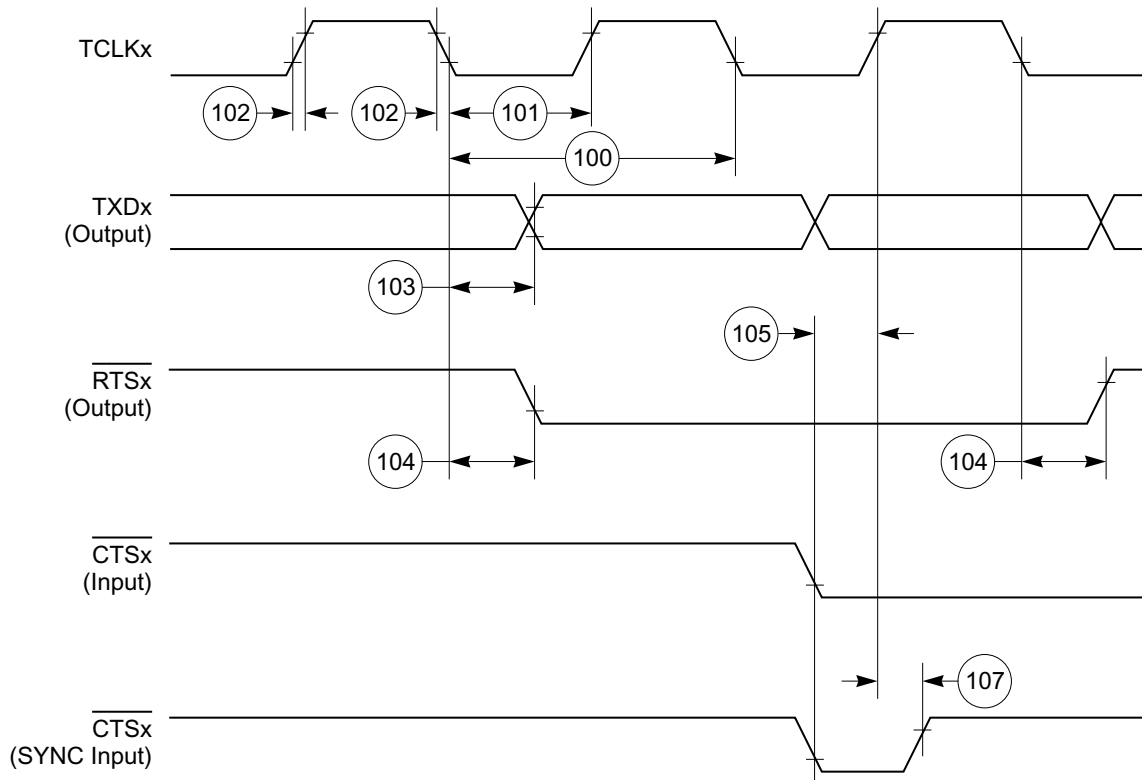 TCLKx
102
102
101
100
TXDx
(Output)
103
105
RTSx
(Output)
104
104
CTSx
(Input)
107
CTSx
(SYNC Input)